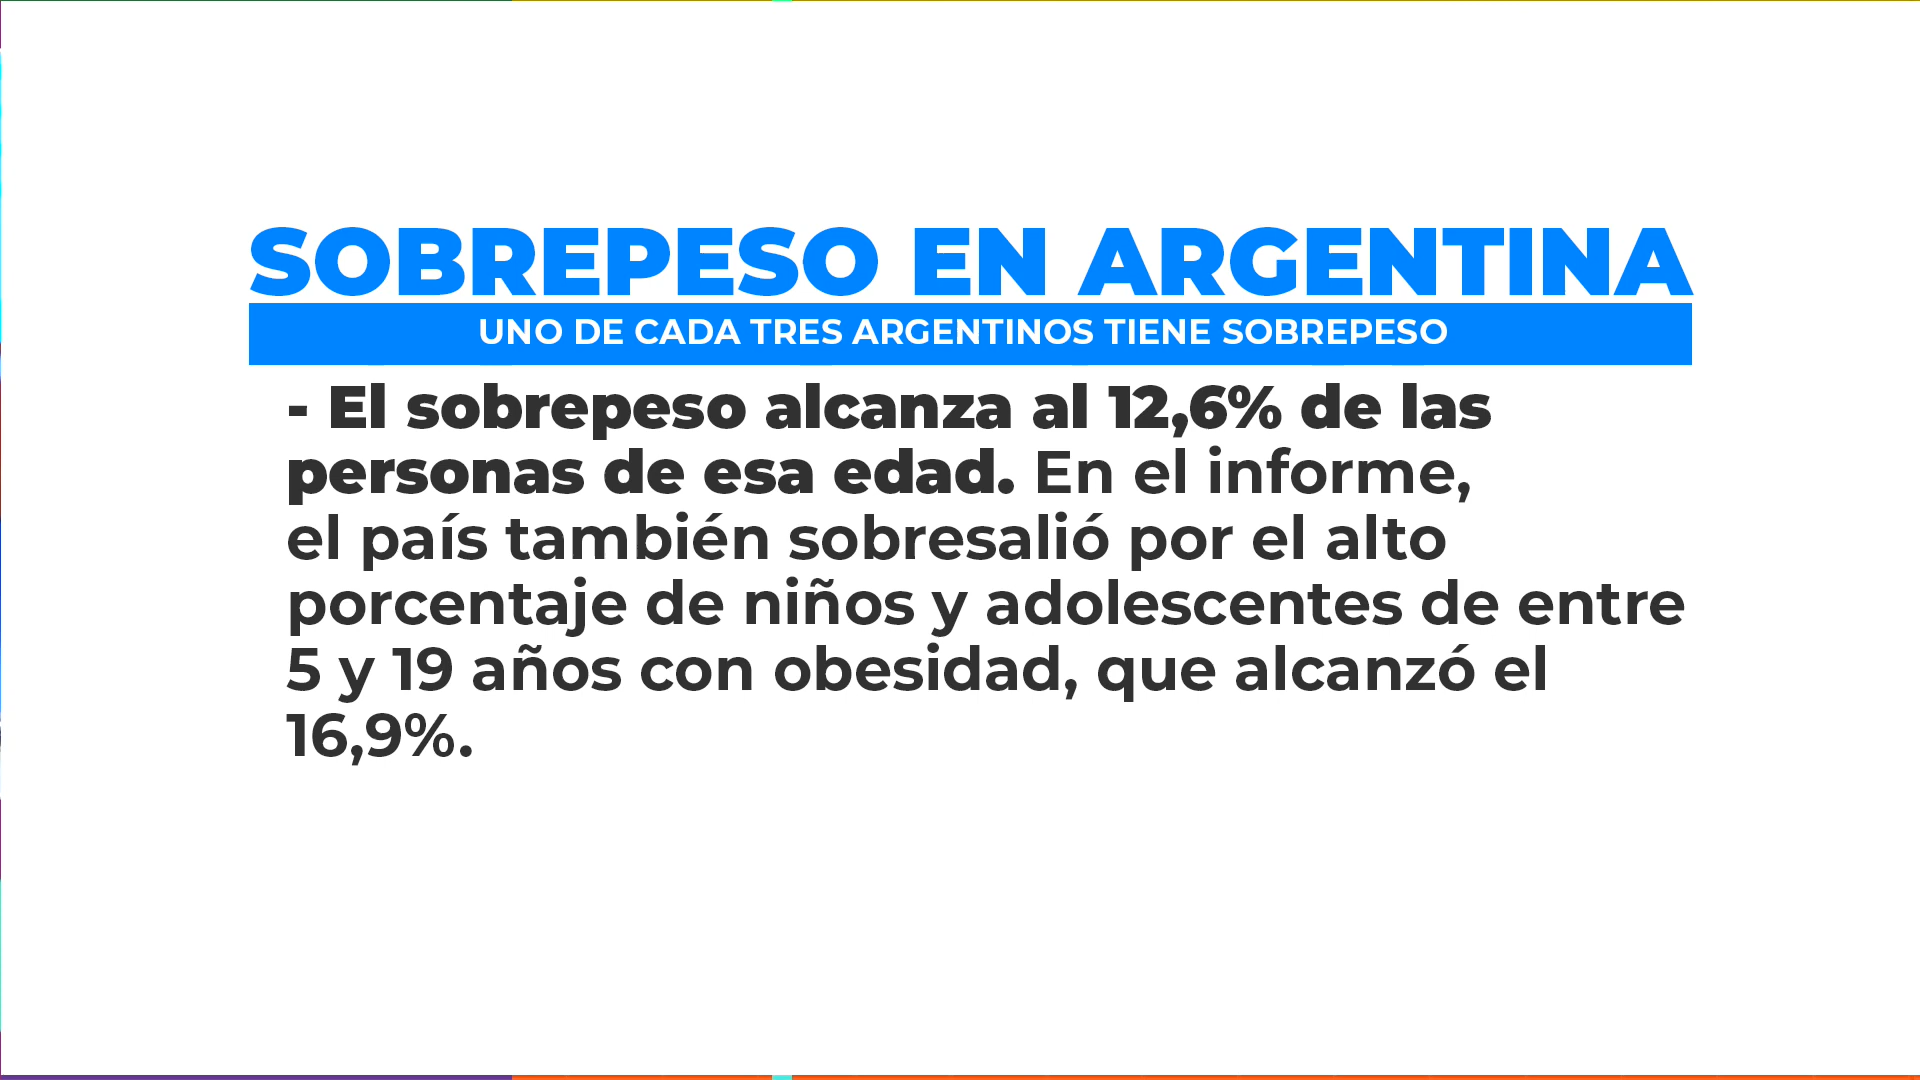 SOBREPESO EN ARGENTINA
UNO DE CADA TRES ARGENTINOS TIENE SOBREPESO
- El sobrepeso alcanza al 12,6% de las
personas de esa edad. En el informe,
el país también sobresalió por el alto
porcentaje de niños y adolescentes de entre
5 y 19 años con obesidad, que alcanzó el
16,9%.